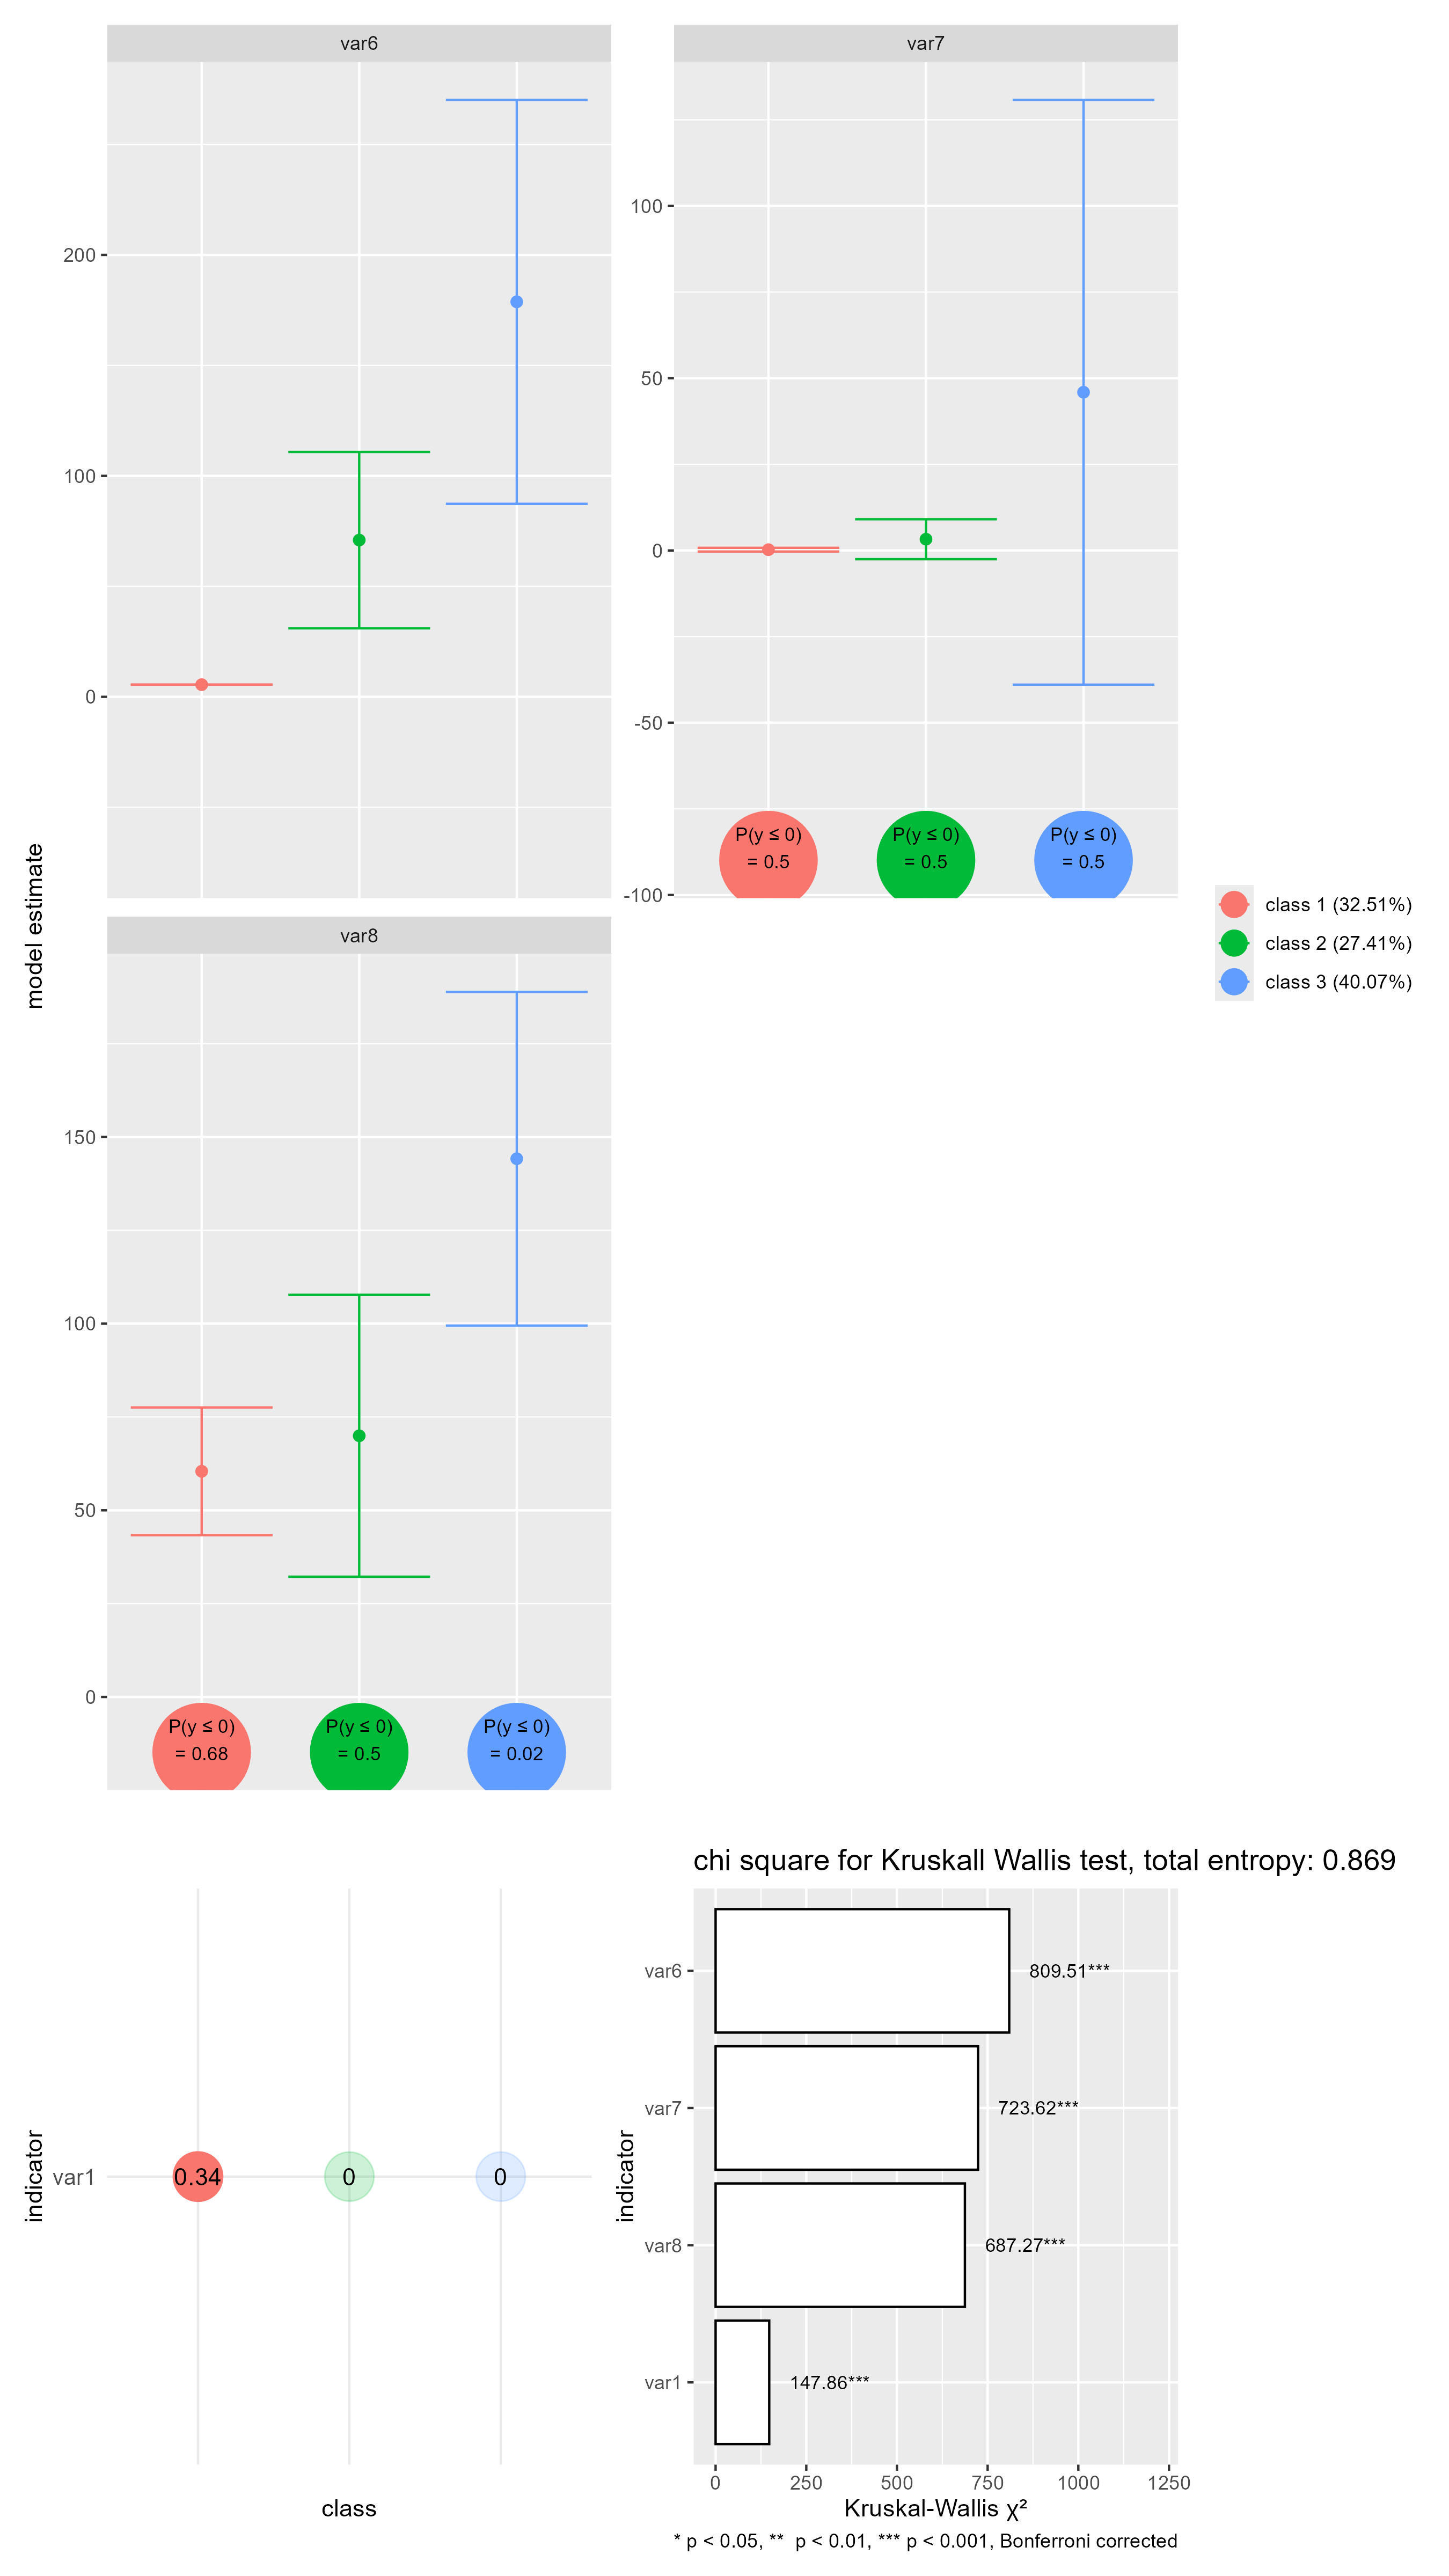 var6
var7
200
100
0
100
50
0
-50
-100
P(y ≤ 0)
= 0.5
P(y ≤ 0)
= 0.5
P(y ≤ 0)
= 0.5
model estimate
class 1 (32.51%)
class 2 (27.41%)
class 3 (40.07%)
var8
150
100
50
0
P(y ≤ 0)
= 0.68
P(y ≤ 0)
= 0.5
P(y ≤ 0)
= 0.02
indicator
var1
0.34
0
0
class
chi square for Kruskall Wallis test, total entropy: 0.869
indicator
var6
809.51***
var7
723.62***
var8
687.27***
var1
147.86***
0
250
500
750
1000
1250
Kruskal-Wallis χ²
* p < 0.05, **  p < 0.01, *** p < 0.001, Bonferroni corrected